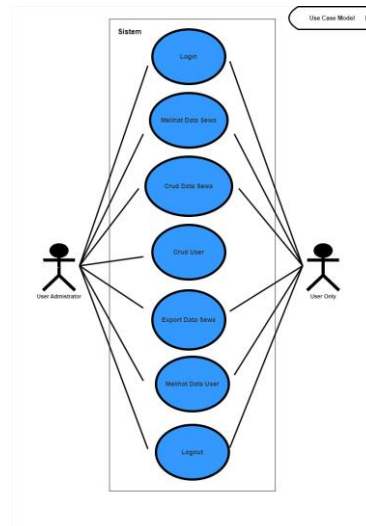 Use Case Model
Sistem
Login
Melihat Data Sewa
Crud Data Sewa
Crud User
User Admistrator
User Only
Export Data Sewa
Melihat Data User
Logout